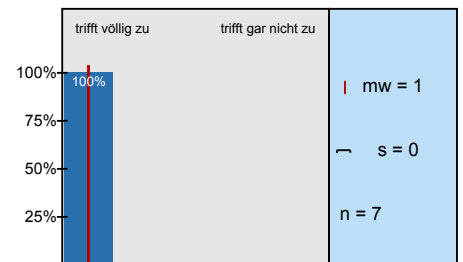 trifft völlig zu trifft gar nicht zu
100%
100%
mw = 1
75%
50%
s = 0
25%
n = 7